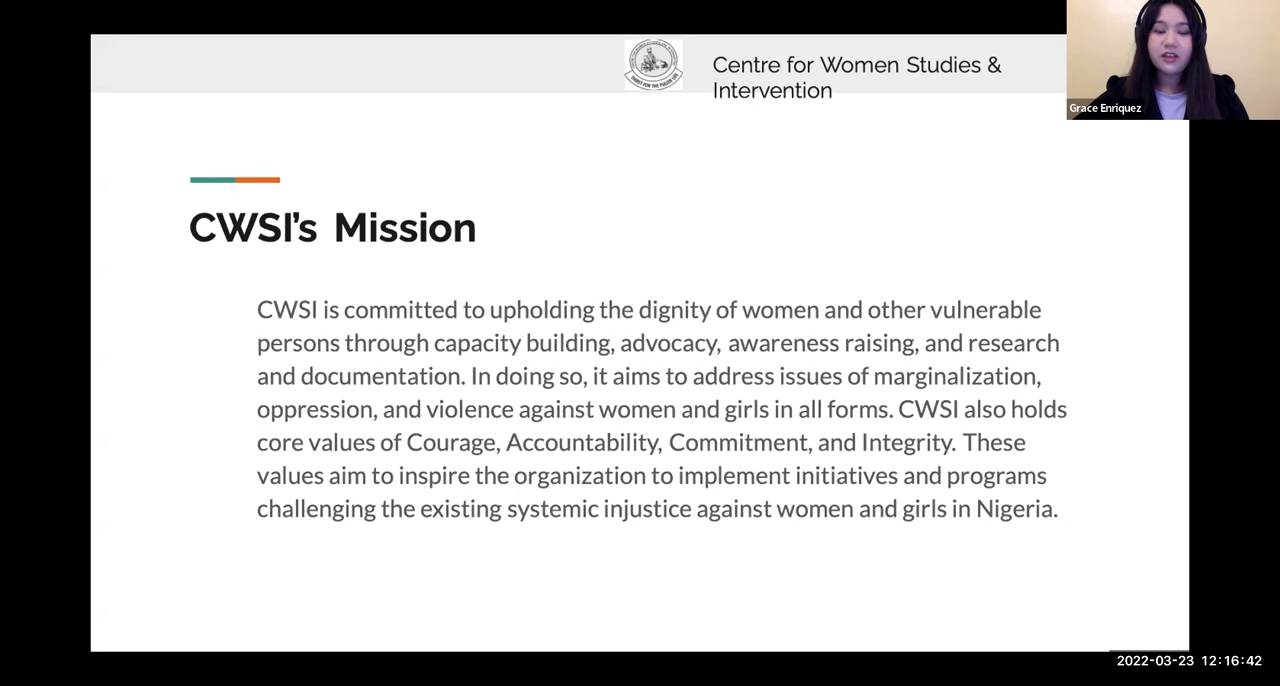 Centre for Women Studies &
Intervention
Grace Enriquez
CWSI's Mission
CWSI is committed to upholding the dignity of women and other vulnerable
persons through capacity building, advocacy, awareness raising, and research
and documentation. In doing so, it aims to address issues of marginalization,
oppression, and violence against women and girls in all forms. CWSI also holds
core values of Courage, Accountability, Commitment, and Integrity. These
values aim to inspire the organization to implement initiatives and programs
challenging the existing systemic injustice against women and girls in Nigeria.
2022-03-23 12:16:42